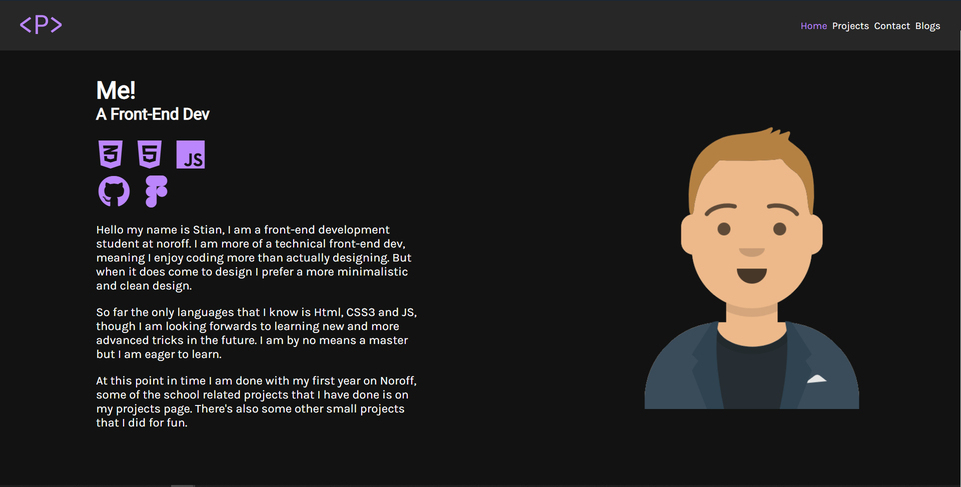 <P>
Home Projects Contact Blogs
Me!
A Front-End Dev
3 5 JS
Hello my name is Stian, I am a front-end development
student at noroff. I am more of a technical front-end dev,
meaning I enjoy coding more than actually designing. But
when it does come to design I prefer a more minimalistic
and clean design.
So far the only languages that I know is Html, CSS3 and JS,
though I am looking forwards to learning new and more
advanced tricks in the future. I am by no means a master
but I am eager to learn.
At this point in time I am done with my first year on Noroff,
some of the school related projects that I have done is on
my projects page. There's also some other small projects
that I did for fun.